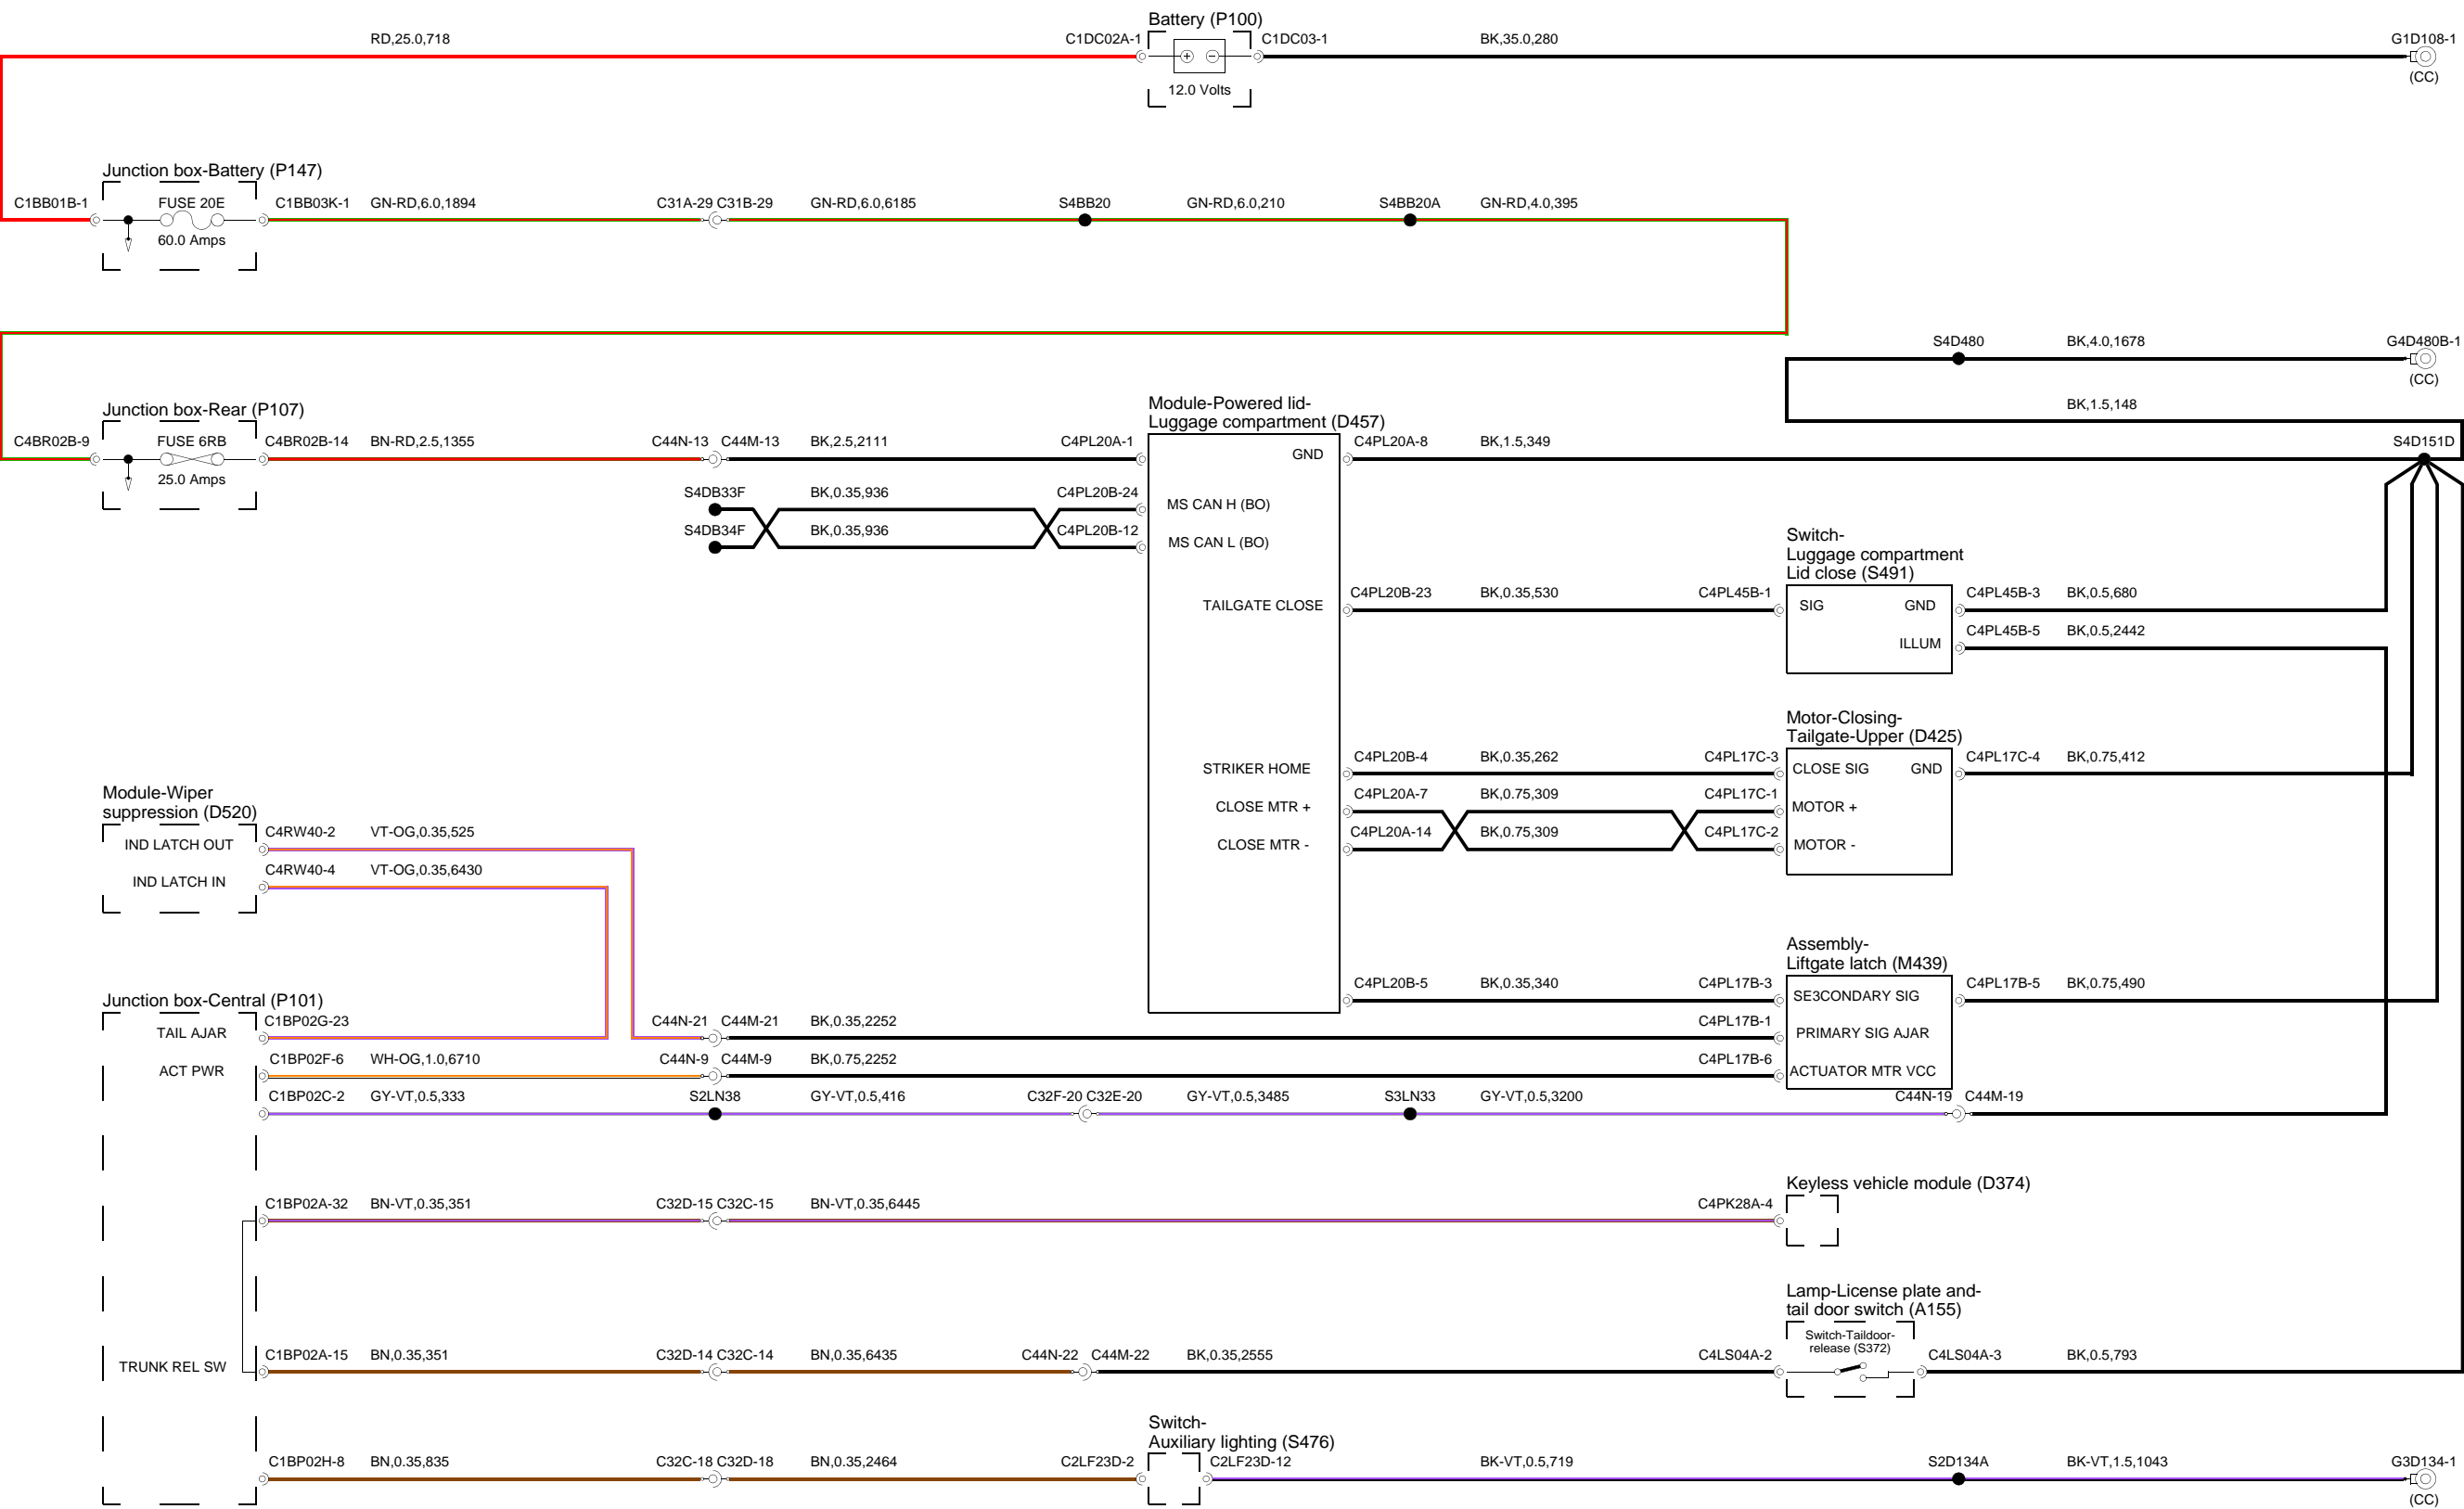 Battery (P100)
RD,25.0,718
C1DC02A-1
C1DC03-1
BK,35.0,280
G1D108-1
12.0 Volts
(CC)
Junction box-Battery (P147)
C1BB01B-1
FUSE 20E
C1BB03K-1
GN-RD,6.0,1894
C31A-29 C31B-29
GN-RD,6.0,6185
S4BB20
GN-RD,6.0,210
S4BB20A
GN-RD,4.0,395
60.0 Amps
S4D480
BK,4.0,1678
G4D480B-1
(CC)
BK,1.5,148
Junction box-Rear (P107)
Module-Powered lid-
Luggage compartment (D457)
C4BR02B-9
FUSE 6RB
C4BR02B-14
BN-RD,2.5,1355
C44N-13
C44M-13
BK,2.5,2111
C4PL20A-1
GND
C4PL20A-8
BK,1.5,349
S4D151D
25.0 Amps
S4DB33F
BK,0.35,936
C4PL20B-24
MS CAN H (BO)
S4DB34F
BK,0.35,936
C4PL20B-12
MS CAN L (BO)
Switch-
Luggage compartment
Lid close (S491)
TAILGATE CLOSE
C4PL20B-23
BK,0.35,530
C4PL45B-1
SIG
GND
C4PL45B-3
BK,0.5,680
ILLUM
C4PL45B-5
BK,0.5,2442
Motor-Closing-
Tailgate-Upper (D425)
STRIKER HOME
C4PL20B-4
BK,0.35,262
C4PL17C-3
CLOSE SIG
GND
C4PL17C-4
BK,0.75,412
CLOSE MTR +
C4PL20A-7
BK,0.75,309
C4PL17C-1
MOTOR +
CLOSE MTR -
C4PL20A-14
BK,0.75,309
C4PL17C-2
MOTOR -
Module-Wiper
suppression (D520)
IND LATCH OUT
C4RW40-2
VT-OG,0.35,525
IND LATCH IN
C4RW40-4
VT-OG,0.35,6430
Assembly-
Liftgate latch (M439)
C4PL20B-5
BK,0.35,340
C4PL17B-3
SE3CONDARY SIG
C4PL17B-5
BK,0.75,490
Junction box-Central (P101)
TAIL AJAR
C1BP02G-23
C44N-21
C44M-21
BK,0.35,2252
C4PL17B-1
PRIMARY SIG AJAR
ACT PWR
C1BP02F-6
WH-OG,1.0,6710
C44N-9
C44M-9
BK,0.75,2252
C4PL17B-6
ACTUATOR MTR VCC
C1BP02C-2
GY-VT,0.5,333
S2LN38
GY-VT,0.5,416
C32F-20 C32E-20
GY-VT,0.5,3485
S3LN33
GY-VT,0.5,3200
C44N-19
C44M-19
Keyless vehicle module (D374)
C1BP02A-32
BN-VT,0.35,351
C32D-15 C32C-15
BN-VT,0.35,6445
C4PK28A-4
Lamp-License plate and-
tail door switch (A155)
Switch-Taildoor-
release (S372)
TRUNK REL SW
C1BP02A-15
BN,0.35,351
C32D-14 C32C-14
BN,0.35,6435
C44N-22
C44M-22
BK,0.35,2555
C4LS04A-2
C4LS04A-3
BK,0.5,793
Switch-
Auxiliary lighting (S476)
C1BP02H-8
BN,0.35,835
C32C-18 C32D-18
BN,0.35,2464
C2LF23D-2
C2LF23D-12
BK-VT,0.5,719
S2D134A
BK-VT,1.5,1043
G3D134-1
(CC)